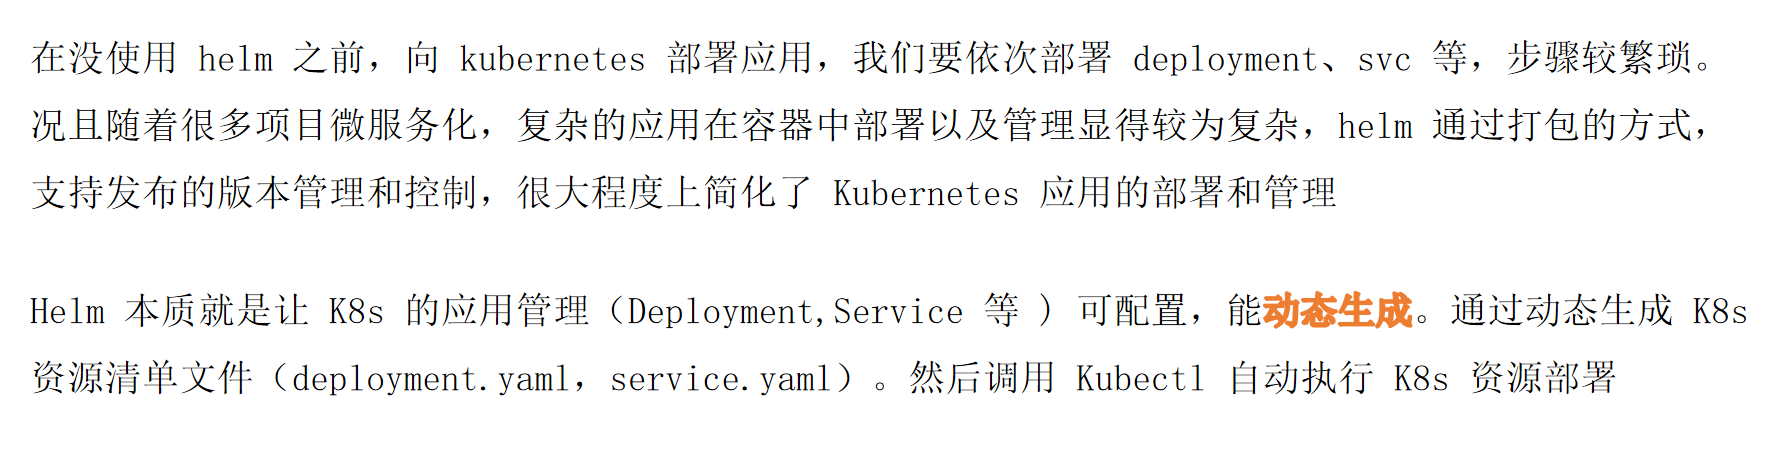 在没使用 helm 之前，向 kubernetes 部署应用，我们要依次部署 deployment、svc 等，步骤较繁琐。
况且随着很多项目微服务化，复杂的应用在容器中部署以及管理显得较为复杂，helm 通过打包的方式，
支持发布的版本管理和控制，很大程度上简化了 Kubernetes 应用的部署和管理
Helm 本质就是让 K8s 的应用管理（Deployment,Service 等 ) 可配置，能动态生成。通过动态生成 K8s
资源清单文件（deployment.yaml，service.yaml）。然后调用 Kubectl 自动执行 K8s 资源部署